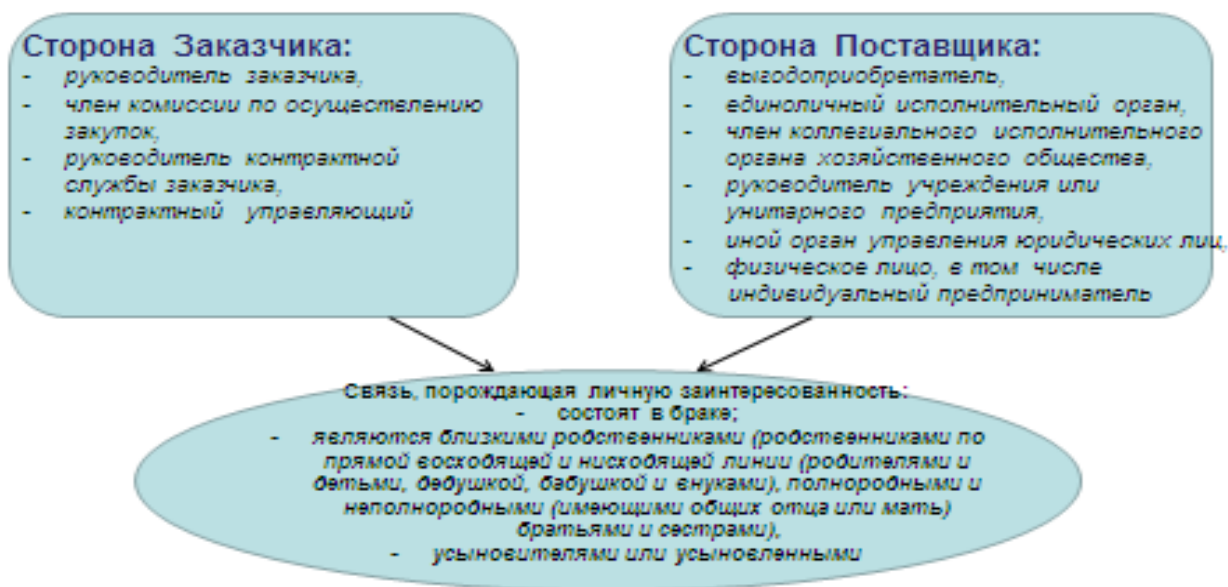 Сторона Заказчика:
- руководитель заказчика,
- член комиссии по осуществлению
закупок,
- руководитель контрактной
службы заказчика,
- контрактный управляющий
Сторона Поставщика:
- выгодоприобретатель,
- единоличный исполнительный орган,
- член коллегиального исполнительного
органа хозяйственного общества,
- руководитель учреждения или
унитарного предприятия,
- иной орган управления юридических лиц,
- физическое лицо, в том числе
индивидуальный предприниматель
Связь, порождающая личную заинтересованность:
- состоят в браке;
- являются близкими родственниками (родственниками по
прямой восходящей и нисходящей линии (родителями и
детьми, дедушкой, бабушкой и внуками), полнородными и
неполнородными (имеющими общих отца или мать)
братьями и сестрами),
- усыновителями или усыновленными